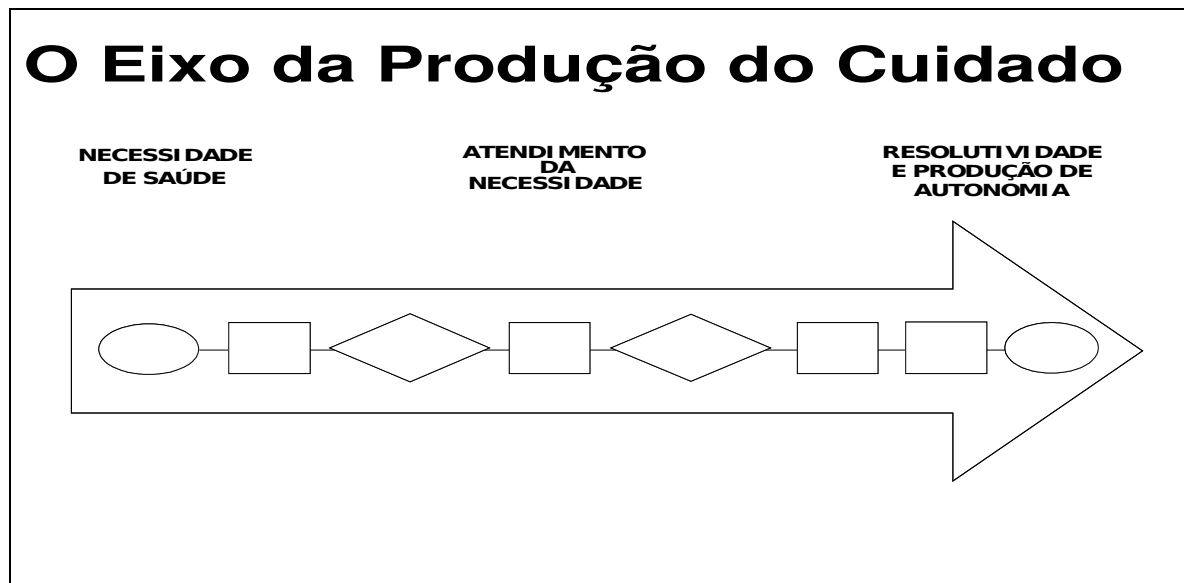 O Eixo da Produção do Cuidado
NECESSIDADE
DE SAÚDE
ATENDIMENTO
DA
NECESSIDADE
RESOLUTIVIDADE
E PRODUÇÃO DE
AUTONOMIA